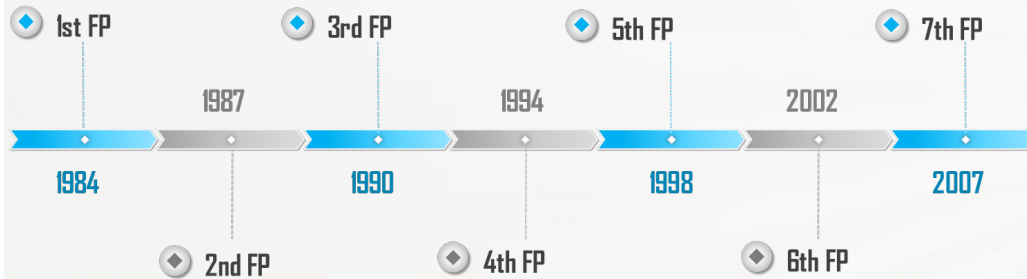 1st FP
3rd FP
5th FP
7th FP
1987
1994
2002
1984
1990
1998
2007
2nd FP
4th FP
6th FP